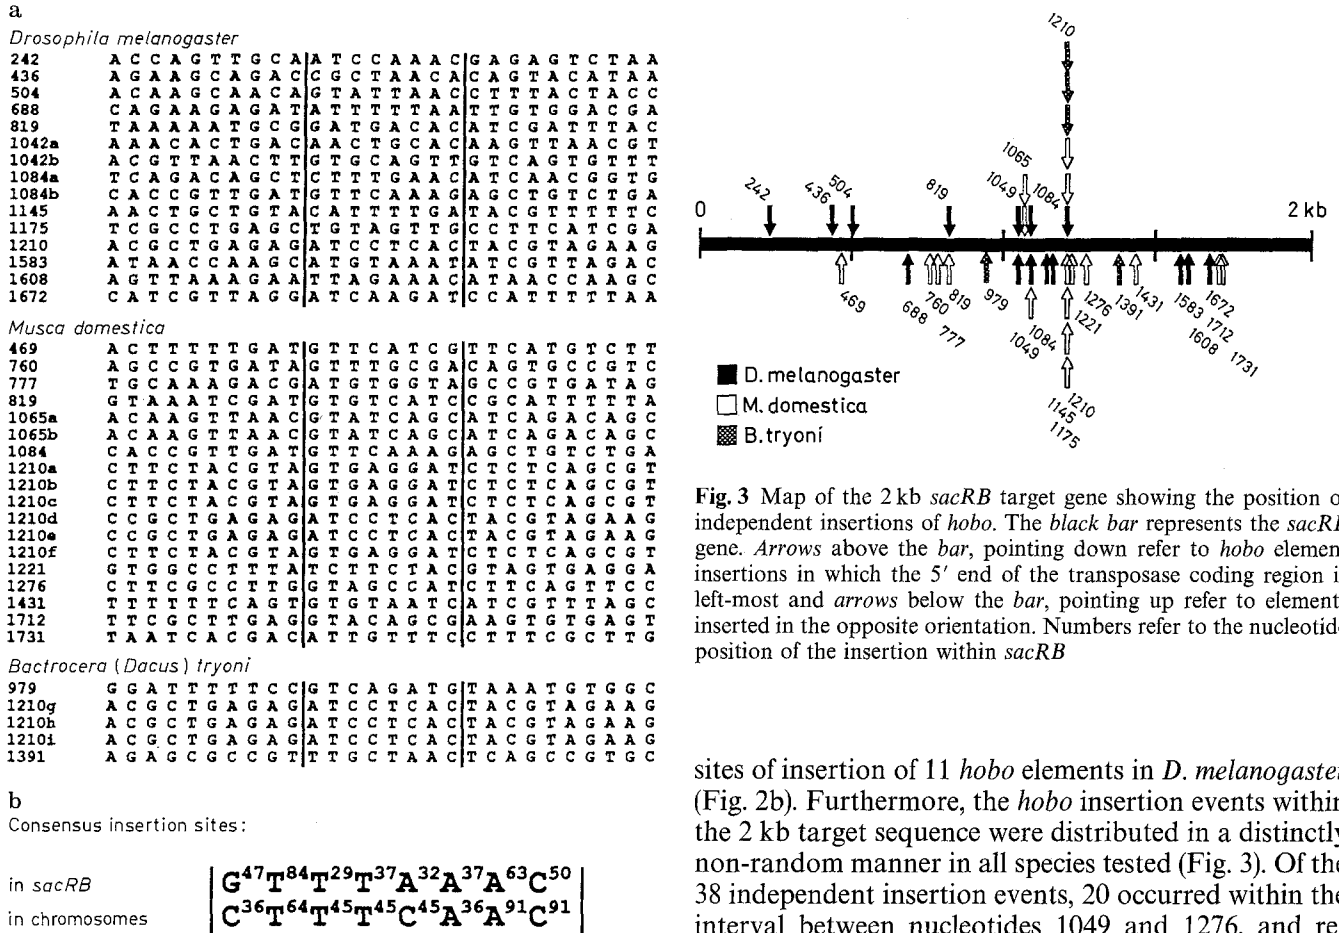 a
Drosophila melanogaster
242 A C C A G T T G C A A T C C A A A C G A G A G T C T A A
436 A G A A G C A G A C C G C T A A C A C A G T A C A T A A
504 A C A A G C A A C A G T A T T A A C C T T T A C T A C C
688 C A G A A G A G A T A T T T T T A A T T G T G G A C G A
819 T A A A A A T G C G G A T G A C A C A T C G A T T T A C
1042a A A A C A C T G A C A A C T G C A C A A G T T A A C G T
1042b A C G T T A A C T T G T G C A G T T G T C A G T G T T T
1084a T C A G A C A G C T C T T T G A A C A T C A A C G G T G
1084b C A C C G T T G A T G T T C A A A G A G C T G T C T G A
1145 A A C T G C T G T A C A T T T T G A T A C G T T T T T C
1175 T C G C C T G A G C T G T A G T T G C C T T C A T C G A
1210 A C G C T G A G A G A T C C T C A C T A C G T A G A A G
1583 A T A A C C A A G C A T G T A A A T A T C G T T A G A C
1608 A G T T A A A G A A T T A G A A A C A T A A C C A A G C
1672 C A T C G T T A G G A T C A A G A T C C A T T T T T A A
Musca domestica
469 A C T T T T T G A T G T T C A T C G T T C A T G T C T T
760 A G C C G T G A T A G T T T G C G A C A G T G C C G T C
777 T G C A A A G A C G A T G T G G T A G C C G T G A T A G
819 G T A A A T C G A T G T G T C A T C C G C A T T T T T A
1065a A C A A G T T A A C G T A T C A G C A T C A G A C A G C
1065b A C A A G T T A A C G T A T C A G C A T C A G A C A G C
1084 C A C C G T T G A T G T T C A A A G A G C T G T C T G A
1210a C T T C T A C G T A G T G A G G A T C T C T C A G C G T
1210b C T T C T A C G T A G T G A G G A T C T C T C A G C G T
1210c C T T C T A C G T A G T G A G G A T C T C T C A G C G T
1210d C C G C T G A G A G A T C C T C A C T A C G T A G A A G
1210e C C G C T G A G A G A T C C T C A C T A C G T A G A A G
1210f C T T C T A C G T A G T G A G G A T C T C T C A G C G T
1221 G T G G C C T T T A T C T T C T A C G T A G T G A G G A
1276 C T T C G C C T T G G T A G C C A T C T T C A G T T C C
1431 T T T T T T C A G T G T G T A A T C A T C G T T T A G C
1712 T T C G C T T G A G G T A C A G C G A A G T G T G A G T
1731 T A A T C A C G A C A T T G T T T C C T T T C G C T T G
Bactrocera (Dacus) tryoni
979 G G A T T T T T C C G T C A G A T G T A A A T G T G G C
1210g A C G C T G A G A G A T C C T C A C T A C G T A G A A G
1210h A C G C T G A G A G A T C C T C A C T A C G T A G A A G
1210i A C G C T G A G A G A T C C T C A C T A C G T A G A A G
1391 A G A G C G C C G T T T G C T A A C T C A G C C G T G C
b
Consensus insertion sites:
in sacRB G47T84T29T37A32A37A63C50
in chromosomes C36T64T45T45C45A36A91C91
1210
242 436 504 819 1049 1065 1084
0 2 kb
469 688 760 777 819 979 1049 1084 1145 1175 1210 1221 1276 1391 1431 1583 1608 1672 1712 1731
D. melanogaster
M. domestica
B. tryoni
Fig. 3 Map of the 2 kb sacRB target gene showing the position o
independent insertions of hobo. The black bar represents the sacRB
gene. Arrows above the bar, pointing down refer to hobo elemen
insertions in which the 5′ end of the transposase coding region i
left-most and arrows below the bar, pointing up refer to element
inserted in the opposite orientation. Numbers refer to the nucleotid
position of the insertion within sacRB
sites of insertion of 11 hobo elements in D. melanogaste
(Fig. 2b). Furthermore, the hobo insertion events within
the 2 kb target sequence were distributed in a distinctly
non-random manner in all species tested (Fig. 3). Of the
38 independent insertion events, 20 occurred within the
interval between nucleotides 1049 and 1276, and re